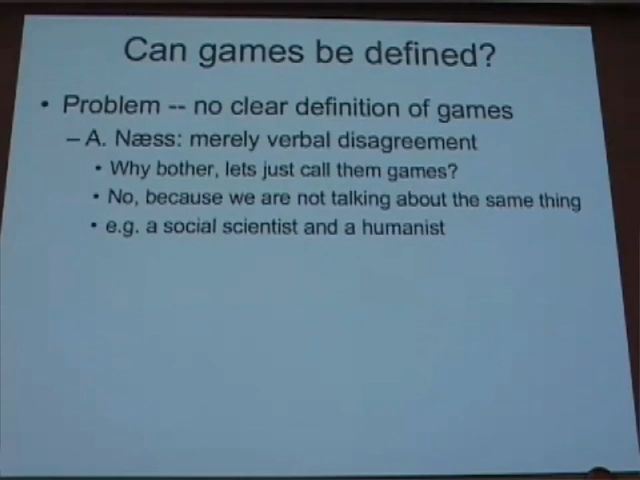 Can games be defined?
• Problem -- no clear definition of games
– A. Næss: merely verbal disagreement
• Why bother, lets just call them games?
• No, because we are not talking about the same thing
• e.g. a social scientist and a humanist